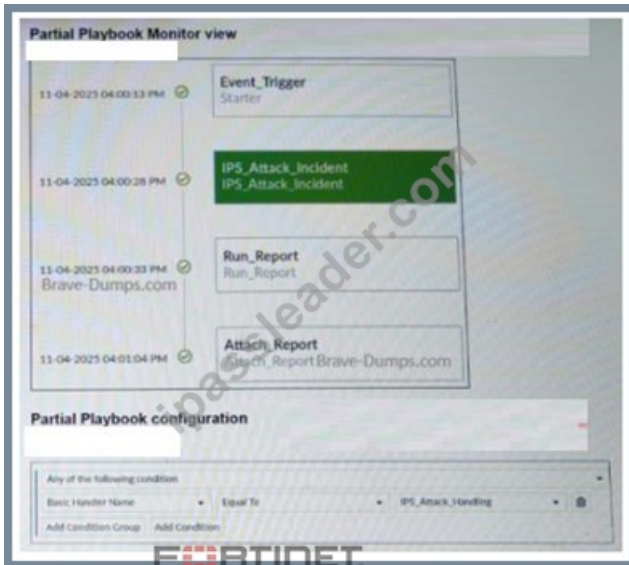 Partial Playbook Monitor view
11-04-2025 04:00:13 PM
Event_Trigger
Starter
11-04-2025 04:00:28 PM
IPS_Attack_Incident
IPS_Attack_Incident
11-04-2025 04:00:33 PM
Run_Report
Run_Report
Brave-Dumps.com
11-04-2025 04:01:04 PM
Attach_Report
Attach_Report Brave-Dumps.com
ipassleader.com
Partial Playbook configuration
Any of the following condition
Basic Handler Name Equal To IPS_Attack_Handling
Add Condition Group Add Condition
FORTINET